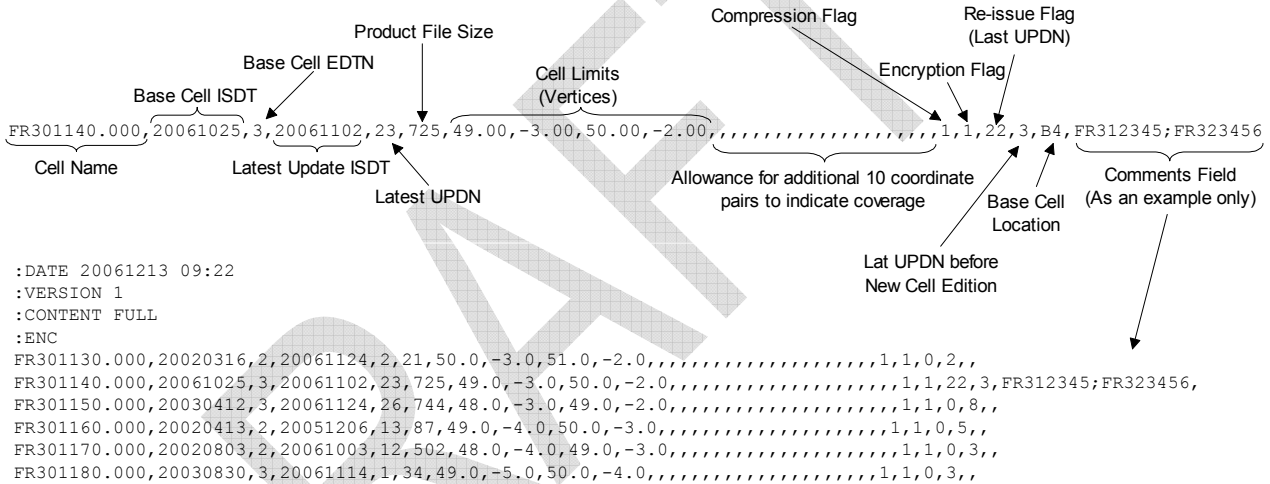 Compression Flag
Re-issue Flag
(Last UPDN)
Product File Size
Base Cell EDTN
Cell Limits
(Vertices)
Encryption Flag
Base Cell ISDT
FR301140.000,20061025,3,20061102,23,725,49.00,-3.00,50.00,-2.00,,,,,,,,,,,,,,,,,,,,,1,1,22,3,B4,FR312345;FR323456
Cell Name
Latest Update ISDT
Latest UPDN
Allowance for additional 10 coordinate
pairs to indicate coverage
Base Cell
Location
Comments Field
(As an example only)
Lat UPDN before
New Cell Edition
:DATE 20061213 09:22
:VERSION 1
:CONTENT FULL
:ENC
FR301130.000,20020316,2,20061124,2,21,50.0,-3.0,51.0,-2.0,,,,,,,,,,,,,,,,,,,,,1,1,0,2,,
FR301140.000,20061025,3,20061102,23,725,49.0,-3.0,50.0,-2.0,,,,,,,,,,,,,,,,,,,,,1,1,22,3,FR312345;FR323456,
FR301150.000,20030412,3,20061124,26,744,48.0,-3.0,49.0,-2.0,,,,,,,,,,,,,,,,,,,,,1,1,0,8,,
FR301160.000,20020413,2,20051206,13,87,49.0,-4.0,50.0,-3.0,,,,,,,,,,,,,,,,,,,,,1,1,0,5,,
FR301170.000,20020803,2,20061003,12,502,48.0,-4.0,49.0,-3.0,,,,,,,,,,,,,,,,,,,,,1,1,0,3,,
FR301180.000,20030830,3,20061114,1,34,49.0,-5.0,50.0,-4.0,,,,,,,,,,,,,,,,,,,,,1,1,0,3,,